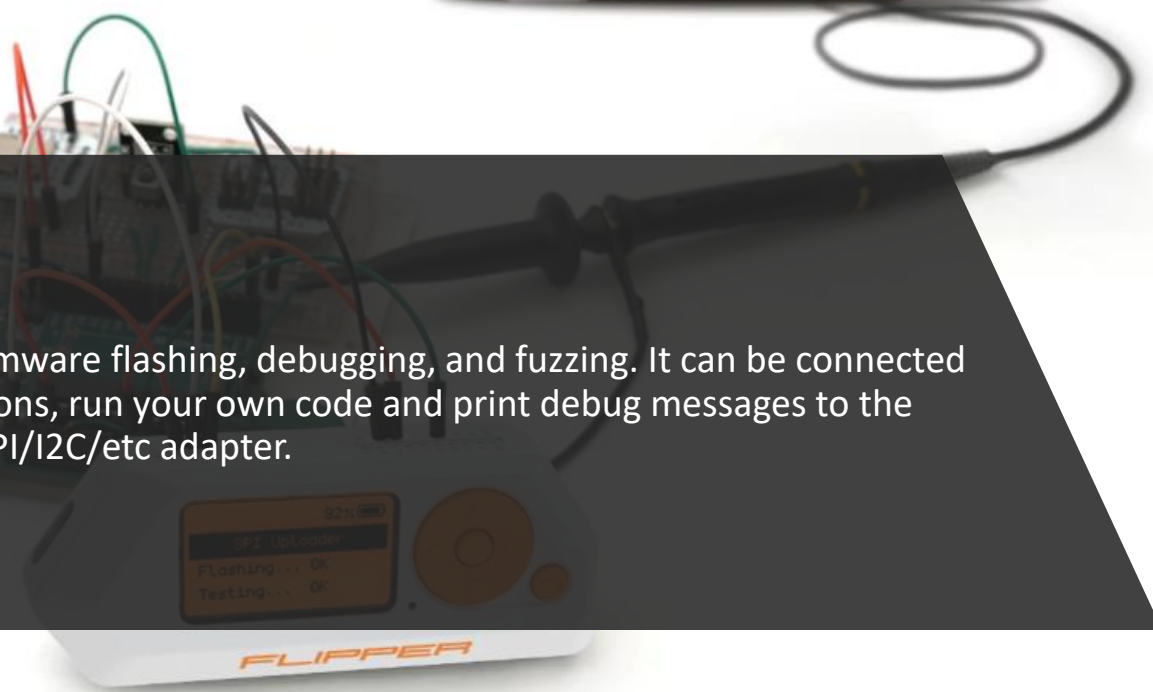 mware flashing, debugging, and fuzzing. It can be connected
ons, run your own code and print debug messages to the
PI/I2C/etc adapter.
92%
SPI Uploader
Flashing... OK
Testing... OK
FLIPPER